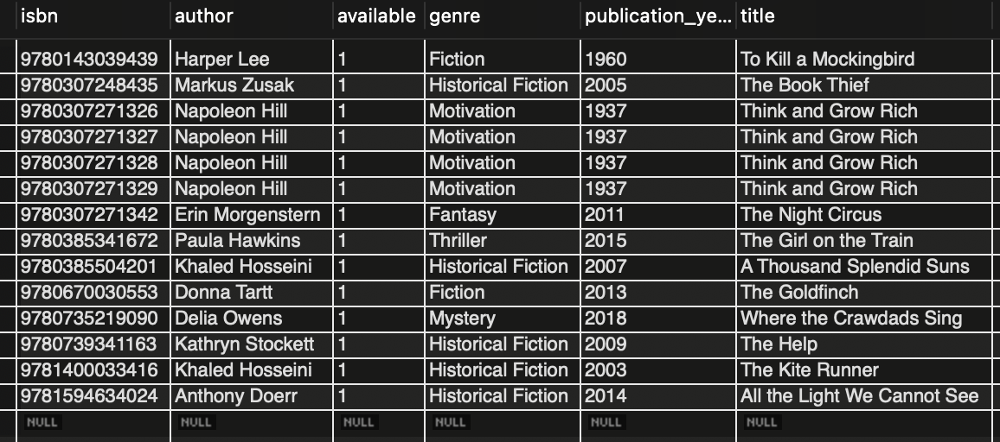 isbn author available genre publication_ye... title
9780143039439 Harper Lee 1 Fiction 1960 To Kill a Mockingbird
9780307248435 Markus Zusak 1 Historical Fiction 2005 The Book Thief
9780307271326 Napoleon Hill 1 Motivation 1937 Think and Grow Rich
9780307271327 Napoleon Hill 1 Motivation 1937 Think and Grow Rich
9780307271328 Napoleon Hill 1 Motivation 1937 Think and Grow Rich
9780307271329 Napoleon Hill 1 Motivation 1937 Think and Grow Rich
9780307271342 Erin Morgenstern 1 Fantasy 2011 The Night Circus
9780385341672 Paula Hawkins 1 Thriller 2015 The Girl on the Train
9780385504201 Khaled Hosseini 1 Historical Fiction 2007 A Thousand Splendid Suns
9780670030553 Donna Tartt 1 Fiction 2013 The Goldfinch
9780735219090 Delia Owens 1 Mystery 2018 Where the Crawdads Sing
9780739341163 Kathryn Stockett 1 Historical Fiction 2009 The Help
9781400033416 Khaled Hosseini 1 Historical Fiction 2003 The Kite Runner
9781594634024 Anthony Doerr 1 Historical Fiction 2014 All the Light We Cannot See
NULL NULL NULL NULL NULL NULL